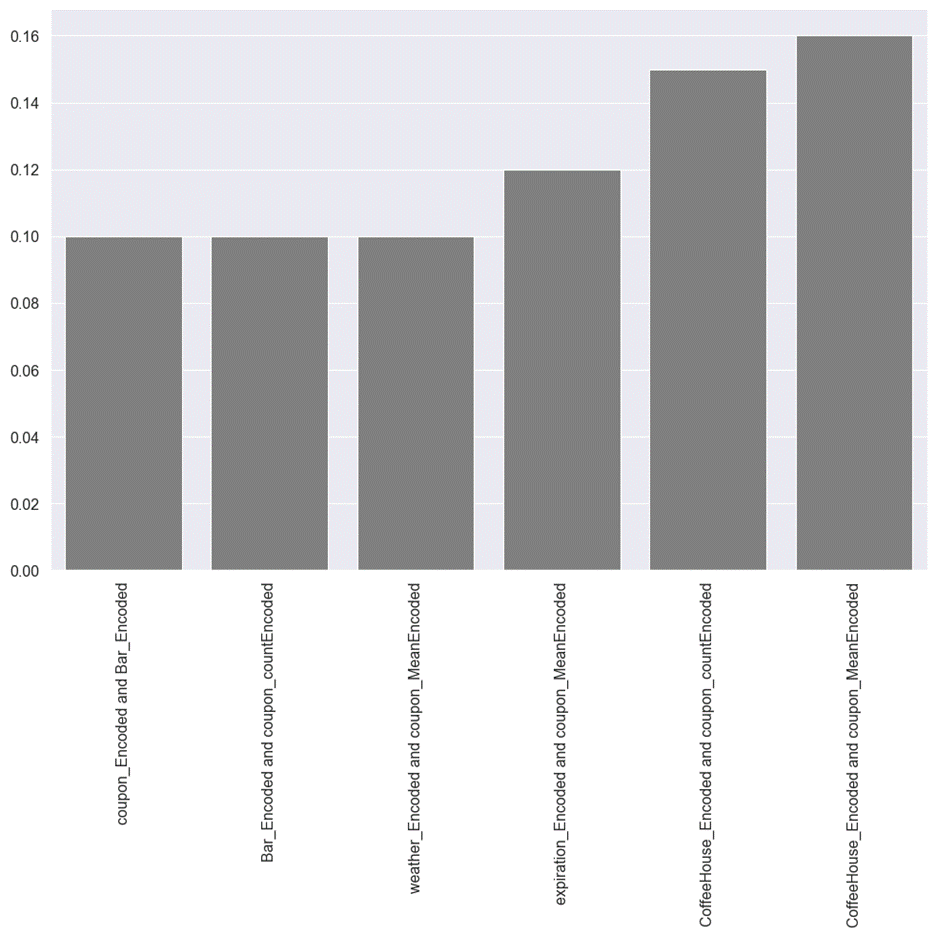 0.16
0.14
0.12
0.10
0.08
0.06
0.04
0.02
0.00
coupon_Encoded and Bar_Encoded
Bar_Encoded and coupon_countEncoded
weather_Encoded and coupon_MeanEncoded
expiration_Encoded and coupon_MeanEncoded
CoffeeHouse_Encoded and coupon_countEncoded
CoffeeHouse_Encoded and coupon_MeanEncoded